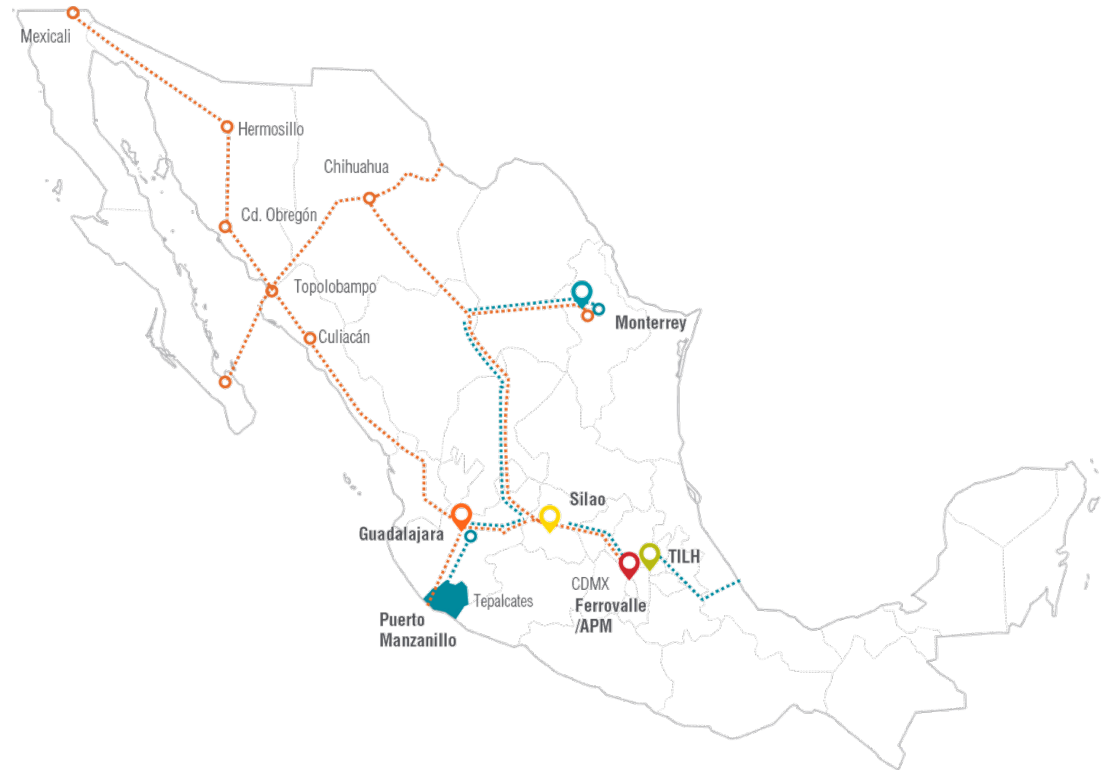 Mexicali
Hermosillo
Chihuahua
Cd. Obregón
Topolobampo
Monterrey
Culiacán
Silao
Guadalajara
TILH
CDMX
Ferrovalle
/APM
Tepalcates
Puerto
Manzanillo